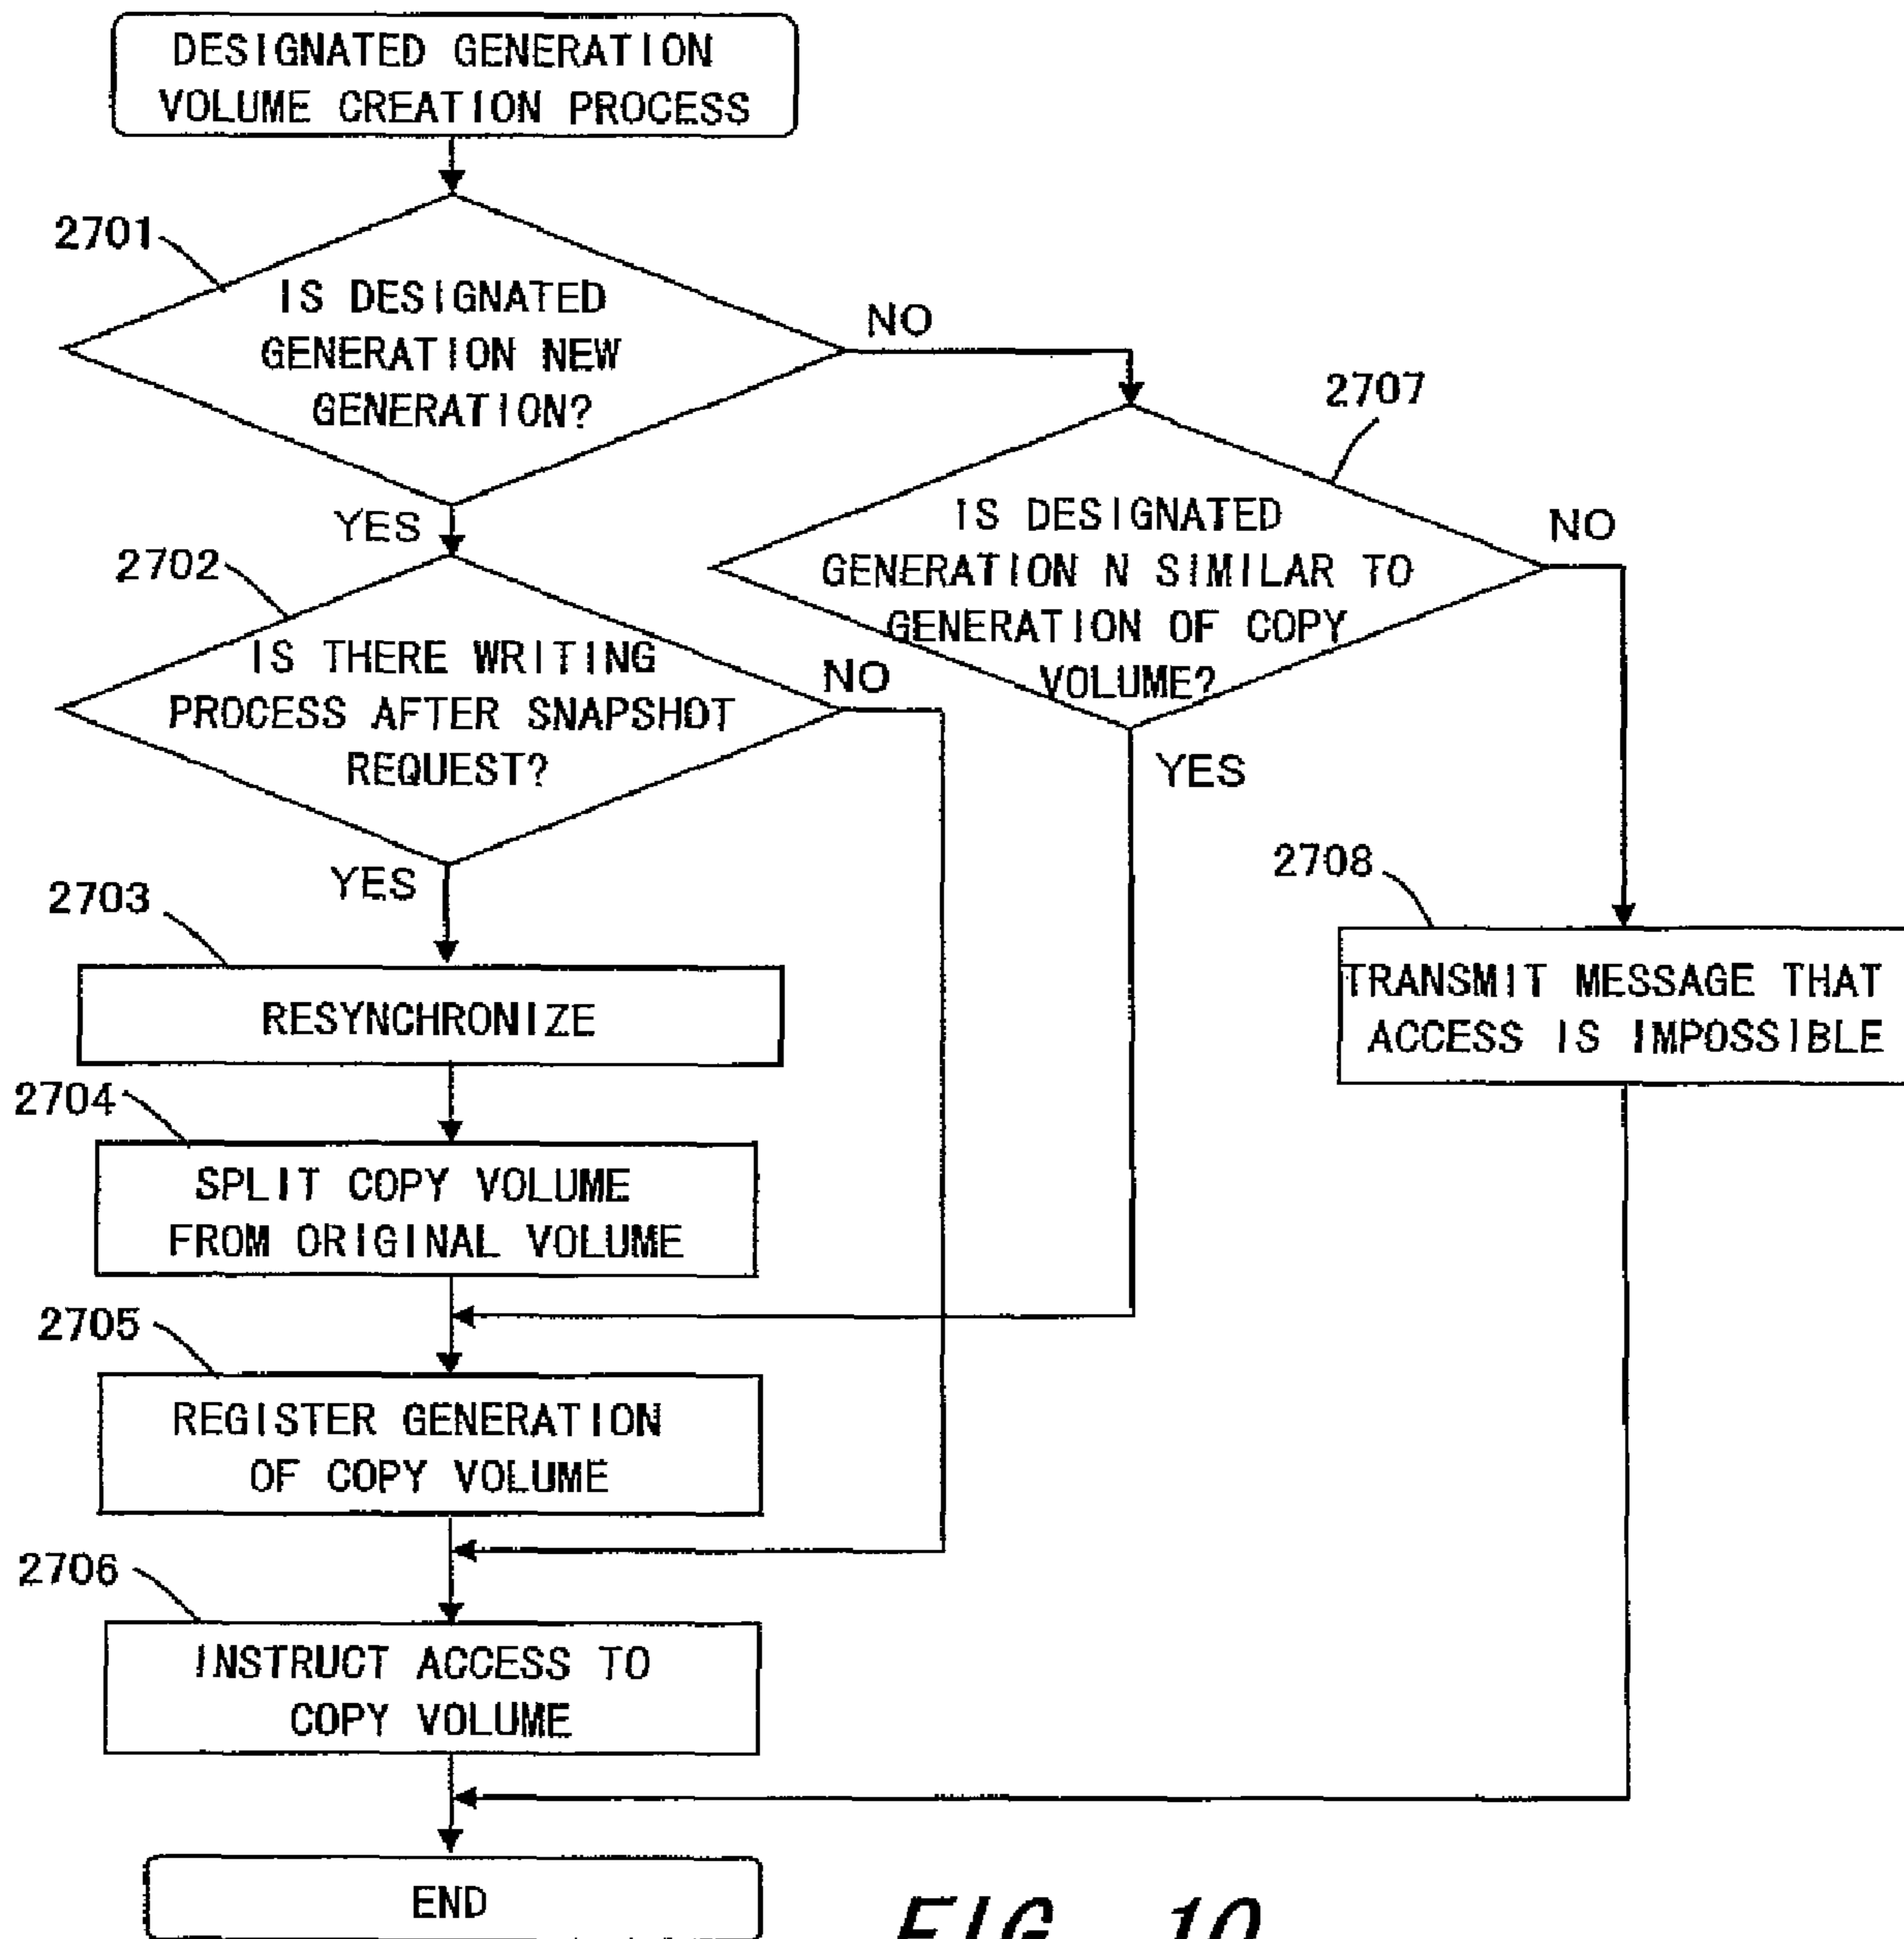 DESIGNATED GENERATION
VOLUME CREATION PROCESS
2701
IS DESIGNATED
GENERATION NEW
GENERATION?
NO
YES
2707
IS DESIGNATED
GENERATION N SIMILAR TO
GENERATION OF COPY
VOLUME?
NO
YES
2702
IS THERE WRITING
PROCESS AFTER SNAPSHOT
REQUEST?
NO
YES
2703
RESYNCHRONIZE
2708
TRANSMIT MESSAGE THAT
ACCESS IS IMPOSSIBLE
2704
SPLIT COPY VOLUME
FROM ORIGINAL VOLUME
2705
REGISTER GENERATION
OF COPY VOLUME
2706
INSTRUCT ACCESS TO
COPY VOLUME
END
FIG. 10